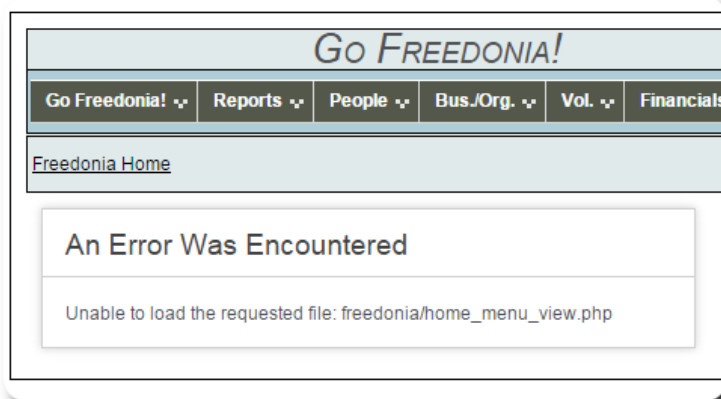 Go Freedonia!
Go Freedonia! Reports People Bus./Org. Vol. Financials
Freedonia Home
An Error Was Encountered
Unable to load the requested file: freedonia/home_menu_view.php